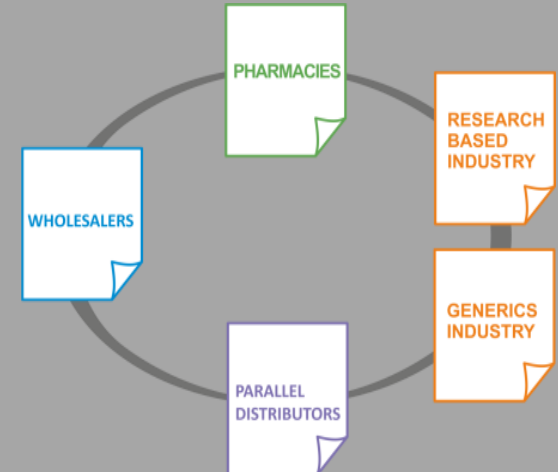 PHARMACIES
RESEARCH
BASED
INDUSTRY
WHOLESALERS
GENERICS
INDUSTRY
PARALLEL
DISTRIBUTORS